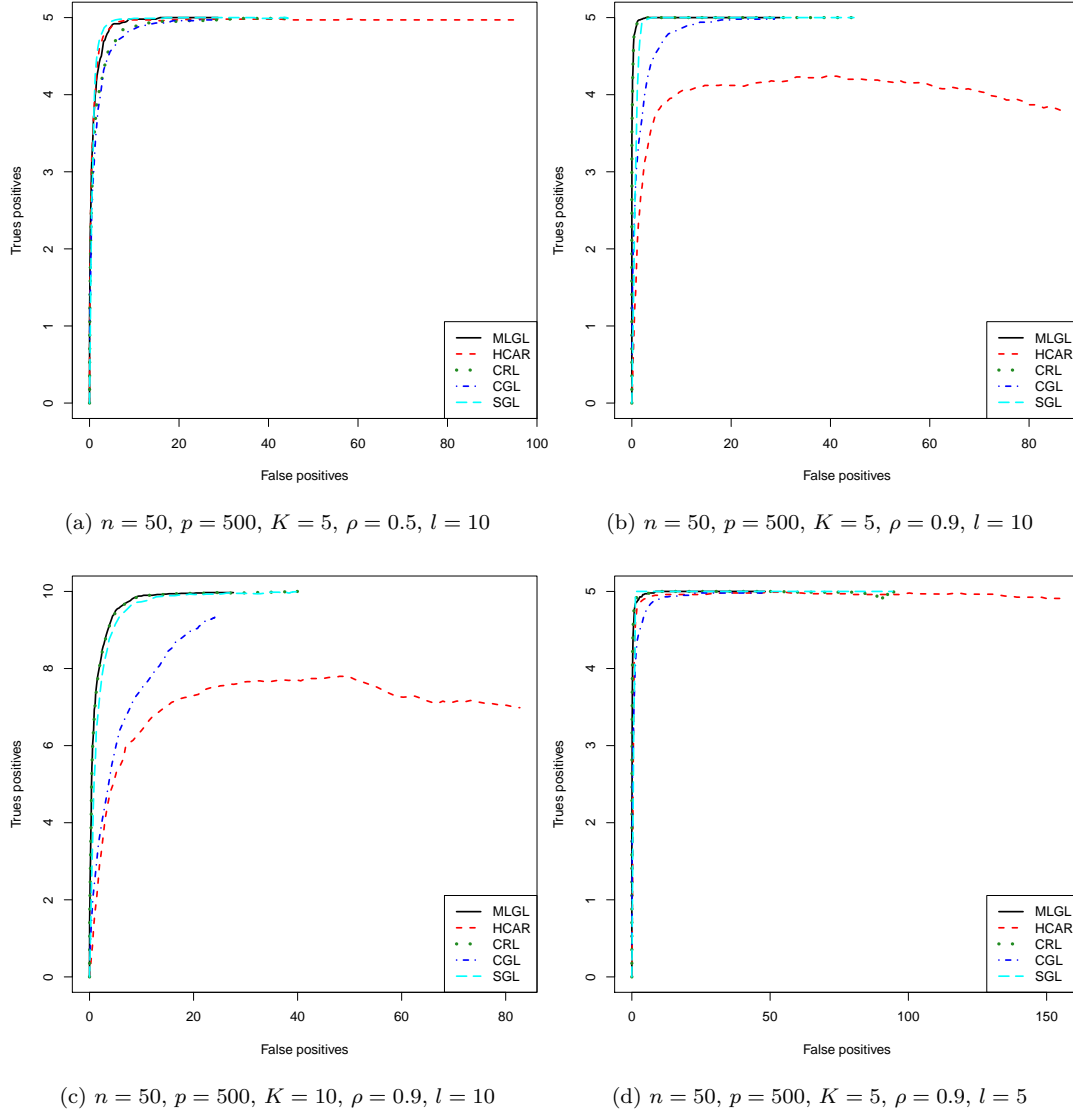 5
4
3
2
1
0
Trues positives
0 20 40 60 80 100
False positives
MLGL
HCAR
CRL
CGL
SGL
(a) n = 50, p = 500, K = 5, ρ = 0.5, l = 10
5
4
3
2
1
0
Trues positives
0 20 40 60 80
False positives
MLGL
HCAR
CRL
CGL
SGL
(b) n = 50, p = 500, K = 5, ρ = 0.9, l = 10
10
8
6
4
2
0
Trues positives
0 20 40 60 80
False positives
MLGL
HCAR
CRL
CGL
SGL
(c) n = 50, p = 500, K = 10, ρ = 0.9, l = 10
5
4
3
2
1
0
Trues positives
0 50 100 150
False positives
MLGL
HCAR
CRL
CGL
SGL
(d) n = 50, p = 500, K = 5, ρ = 0.9, l = 5